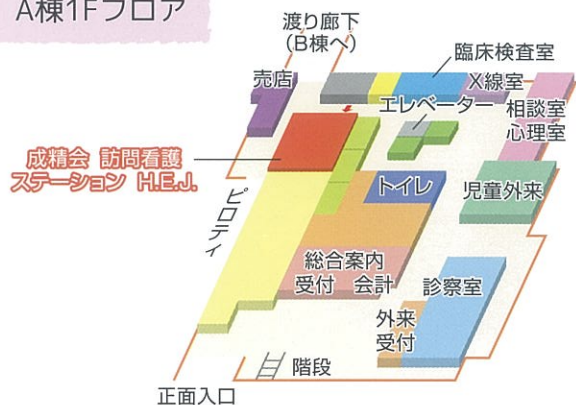 A棟1Fフロア
渡り廊下
(B棟へ)
臨床検査室
売店
X線室
エレベーター
相談室
心理室
成精会 訪問看護
ステーション H.E.J.
ピロティ
トイレ
児童外来
総合案内
受付 会計
診察室
外来
受付
階段
正面入口